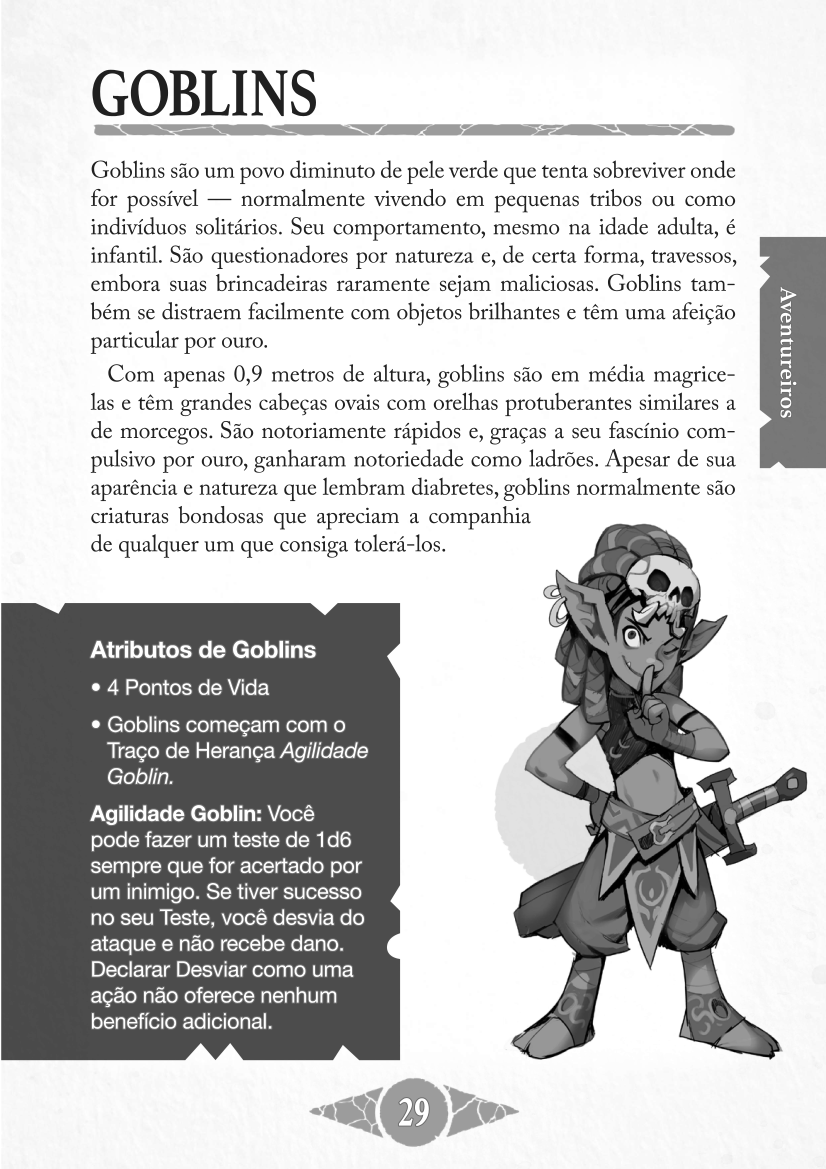 GOBLINS
Goblins são um povo diminuto de pele verde que tenta sobreviver onde
for possível — normalmente vivendo em pequenas tribos ou como
indivíduos solitários. Seu comportamento, mesmo na idade adulta, é
infantil. São questionadores por natureza e, de certa forma, travessos,
embora suas brincadeiras raramente sejam maliciosas. Goblins tam-
bém se distraem facilmente com objetos brilhantes e têm uma afeição
particular por ouro.
Com apenas 0,9 metros de altura, goblins são em média magrice-
las e têm grandes cabeças ovais com orelhas protuberantes similares a
de morcegos. São notoriamente rápidos e, graças a seu fascínio com-
pulsivo por ouro, ganharam notoriedade como ladrões. Apesar de sua
aparência e natureza que lembram diabretes, goblins normalmente são
criaturas bondosas que apreciam a companhia
de qualquer um que consiga tolerá-los.
Aventureiros
Atributos de Goblins
• 4 Pontos de Vida
• Goblins começam com o
Traço de Herança Agilidade
Goblin.
Agilidade Goblin: Você
pode fazer um teste de 1d6
sempre que for acertado por
um inimigo. Se tiver sucesso
no seu Teste, você desvia do
ataque e não recebe dano.
Declarar Desviar como uma
ação não oferece nenhum
benefício adicional.
29